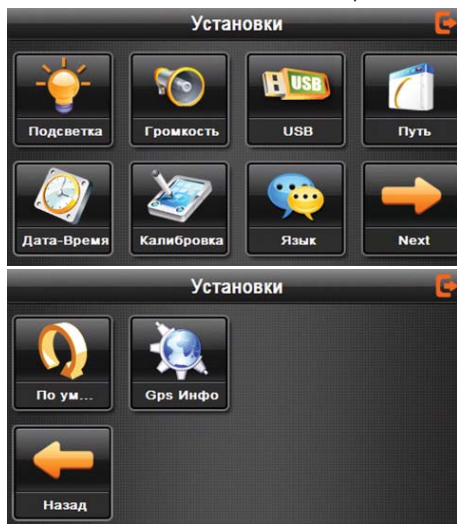 Установки
USB
Подсветка
Громкость
USB
Путь
Дата-Время
Калибровка
Язык
Next
Установки
По ум...
Gps Инфо
Назад